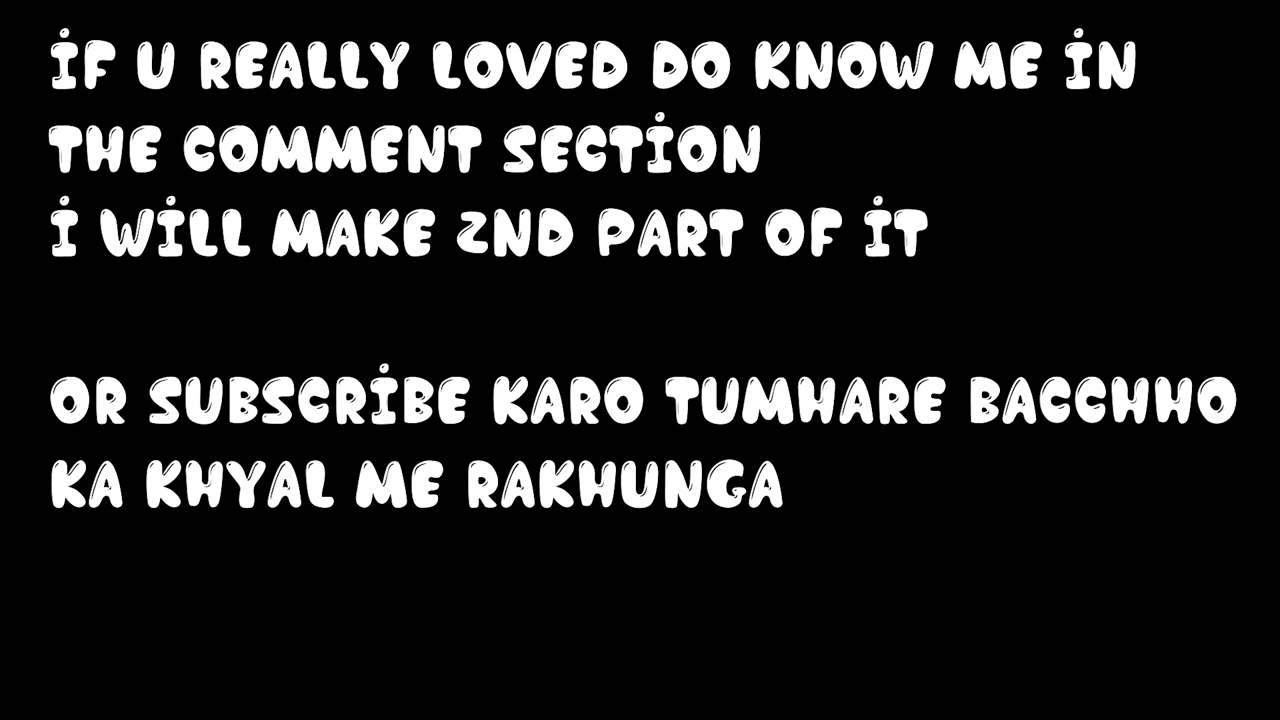 IF U REALLY LOVED DO KNOW ME IN
THE COMMENT SECTION
I WILL MAKE 2ND PART OF IT
OR SUBSCRIBE KARO TUMHARE BACCHHO
KA KHYAL ME RAKHUNGA